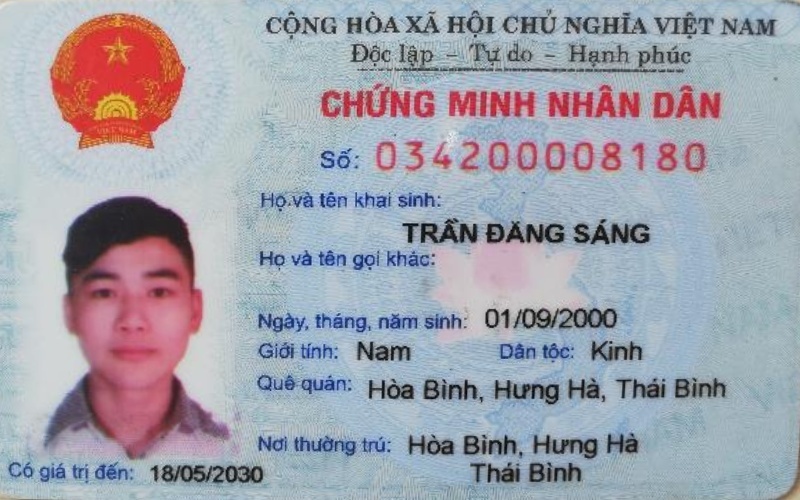 CỘNG HÒA XÃ HỘI CHỦ NGHĨA VIỆT NAM
Độc lập - Tự do - Hạnh phúc
CHỨNG MINH NHÂN DÂN
Số: 034200008180
Họ và tên khai sinh:
TRẦN ĐĂNG SÁNG
Họ và tên gọi khác:
Ngày, tháng, năm sinh: 01/09/2000
Giới tính: Nam Dân tộc: Kinh
Quê quán: Hòa Bình, Hưng Hà, Thái Bình
Nơi thường trú: Hòa Bình, Hưng Hà
Thái Bình
Có giá trị đến: 18/05/2030
VIỆT NAM